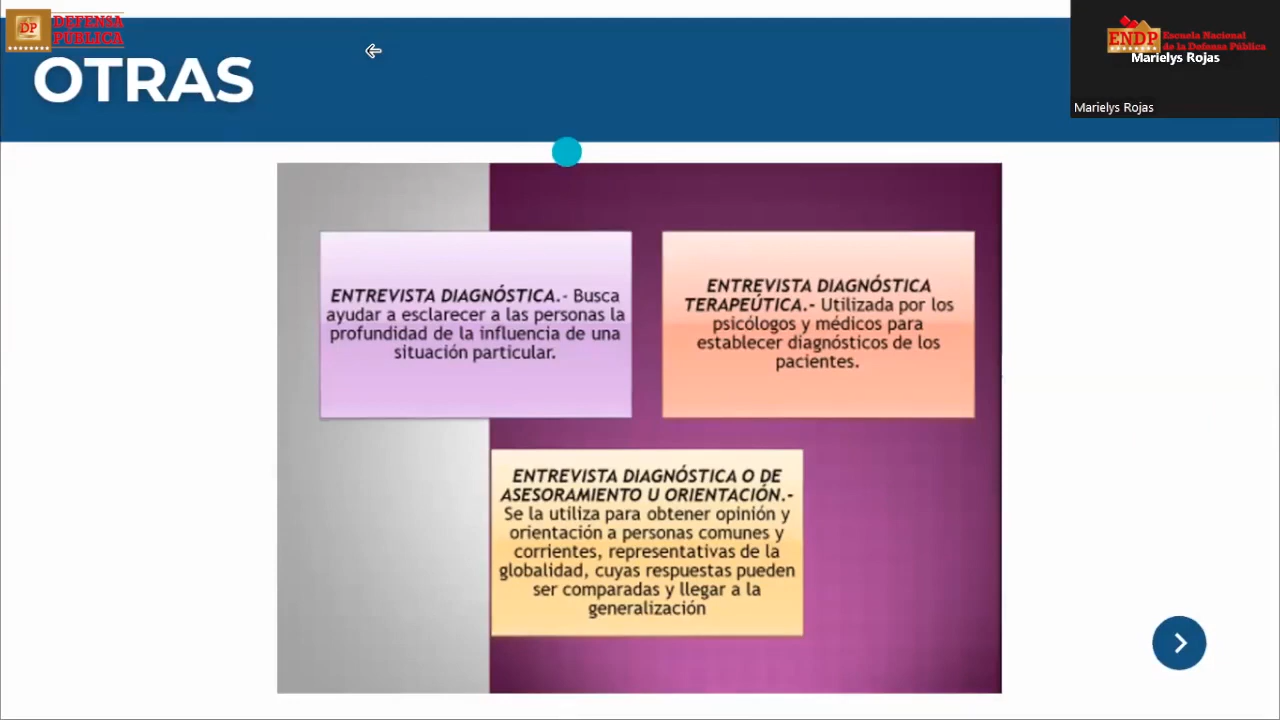 DP
DEFENSA
PÚBLICA
OTRAS
ENDP
Escuela Nacional
de la Defensa Pública
Marielys Rojas
Marielys Rojas
ENTREVISTA DIAGNÓSTICA.- Busca
ayudar a esclarecer a las personas la
profundidad de la influencia de una
situación particular.
ENTREVISTA DIAGNÓSTICA
TERAPEÚTICA.- Utilizada por los
psicólogos y médicos para
establecer diagnósticos de los
pacientes.
ENTREVISTA DIAGNÓSTICA O DE
ASESORAMIENTO U ORIENTACIÓN.-
Se la utiliza para obtener opinión y
orientación a personas comunes y
corrientes, representativas de la
globalidad, cuyas respuestas pueden
ser comparadas y llegar a la
generalización